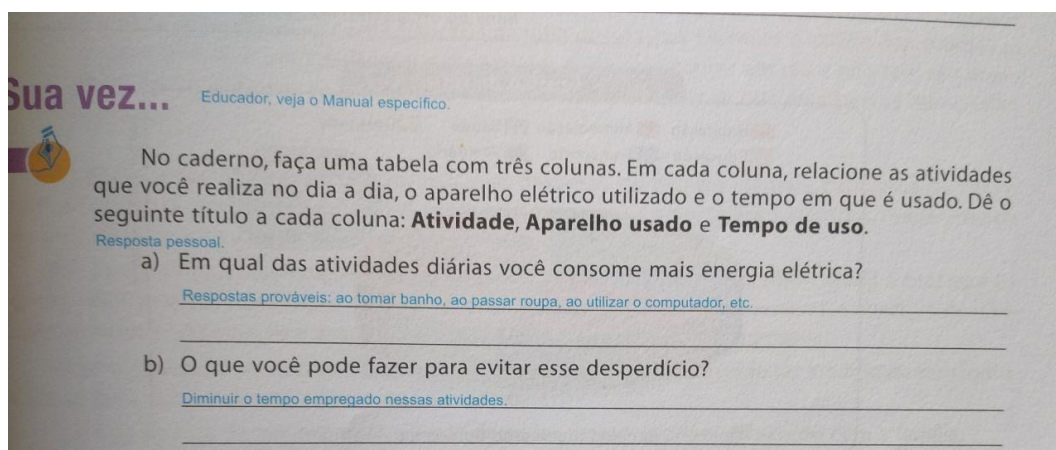 Sua vez...
Educador, veja o Manual especifico.
No caderno, faça uma tabela com três colunas. Em cada coluna, relacione as atividades
que você realiza no dia a dia, o aparelho elétrico utilizado e o tempo em que é usado. Dê o
seguinte título a cada coluna: Atividade, Aparelho usado e Tempo de uso.
Resposta pessoal.
a) Em qual das atividades diárias você consome mais energia elétrica?
Respostas prováveis: ao tomar banho, ao passar roupa, ao utilizar o computador, etc.
b) O que você pode fazer para evitar esse desperdício?
Diminuir o tempo empregado nessas atividades.